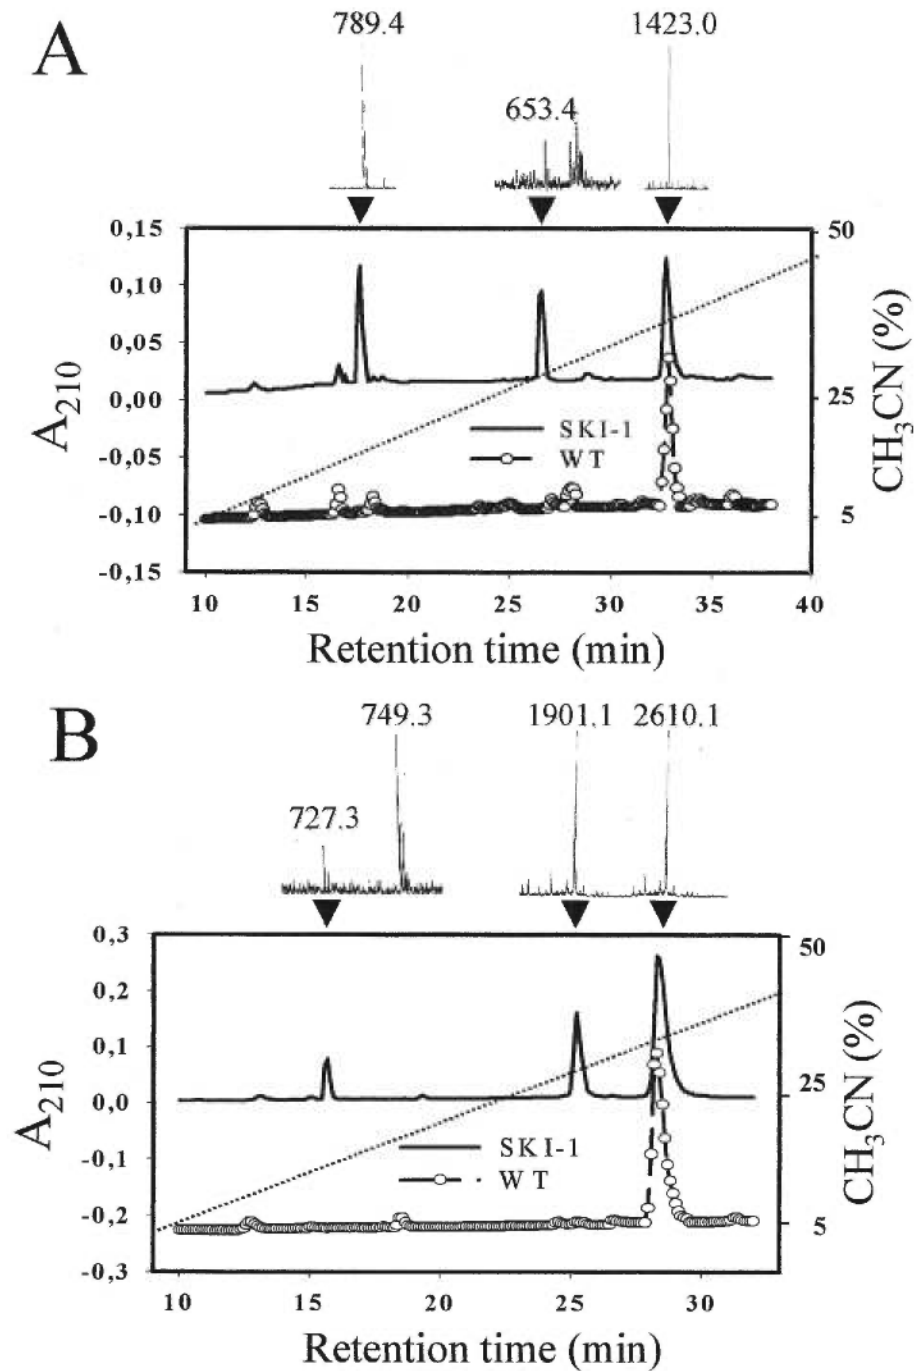 A
789.4
653.4
1423.0
0,15
0,10
0,05
0,00
-0,05
-0,10
-0,15
A210
50
25
5
CH3CN (%)
SKI-1
WT
10 15 20 25 30 35 40
Retention time (min)
B
727.3
749.3
1901.1
2610.1
0,3
0,2
0,1
0,0
-0,1
-0,2
-0,3
A210
50
25
5
CH3CN (%)
SKI-1
WT
10 15 20 25 30
Retention time (min)